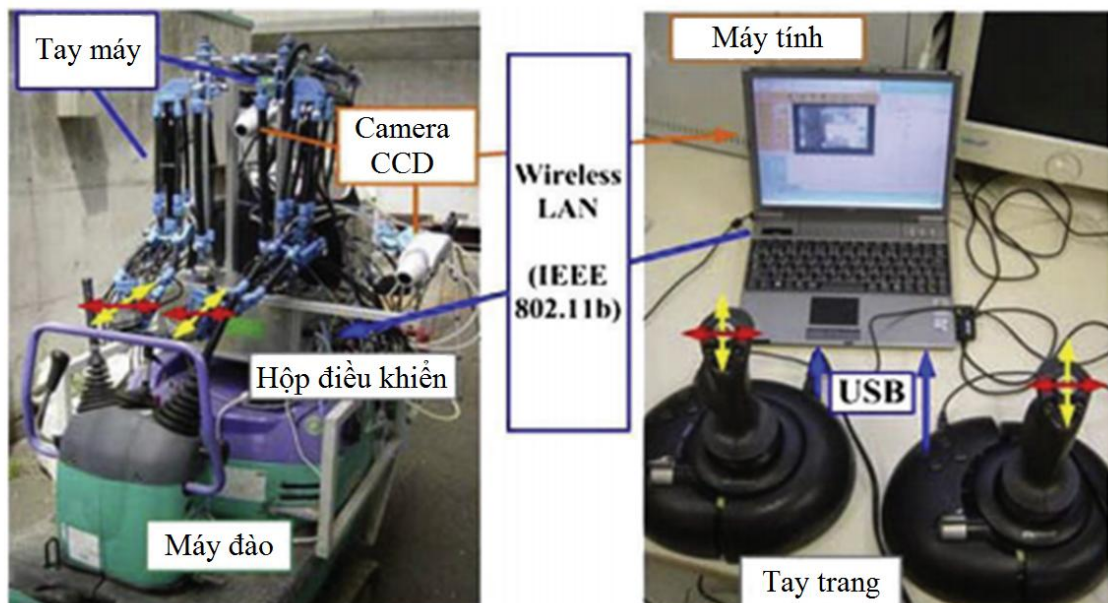 Tay máy
Camera
CCD
Hộp điều khiển
Máy đào
Wireless
LAN
(IEEE
802.11b)
Máy tính
USB
Tay trang